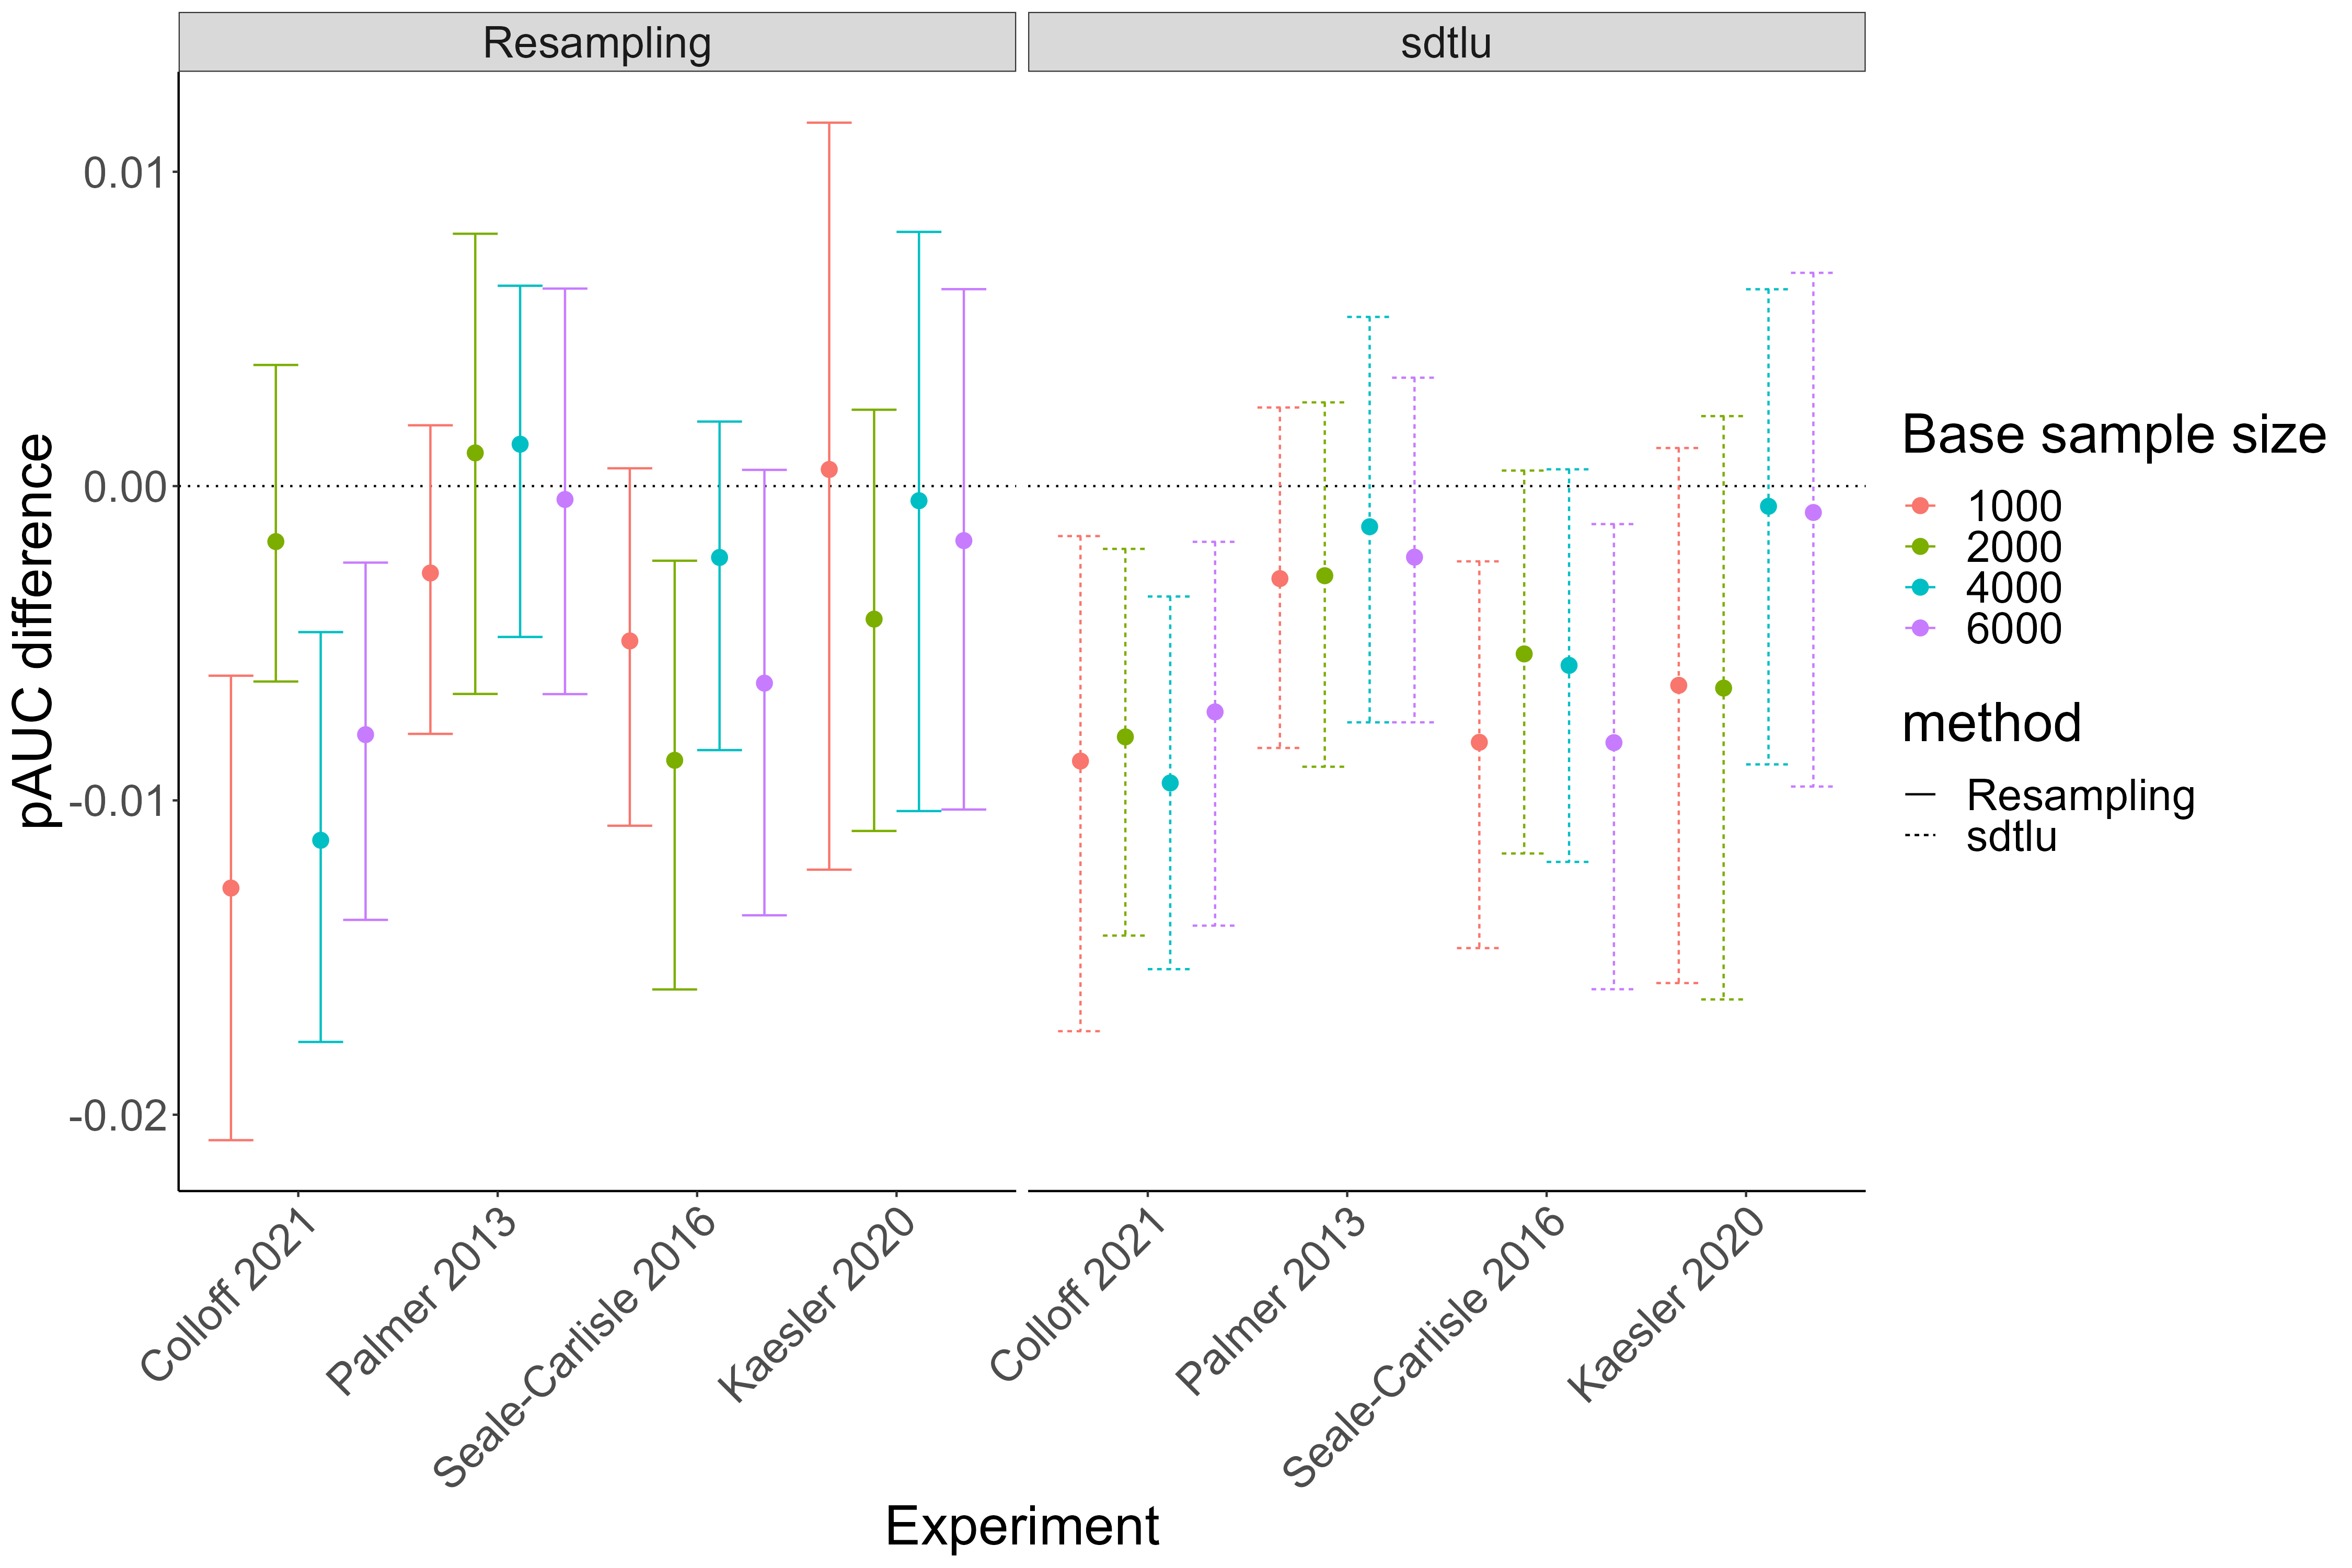 Resampling
sdtlu
pAUC difference
0.01
0.00
-0.01
-0.02
Colloff 2021
Palmer 2013
Seale-Carlisle 2016
Kaesler 2020
Colloff 2021
Palmer 2013
Seale-Carllisle 2016
Kaesler 2020
Experiment
Base sample size
1000
2000
4000
6000
method
Resampling
sdtlu